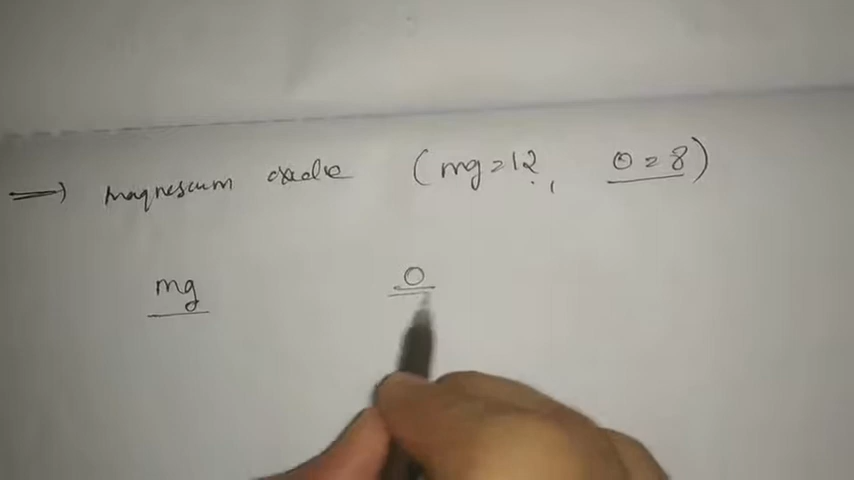 → magnesium oxide (mg=12, O=8)
mg O